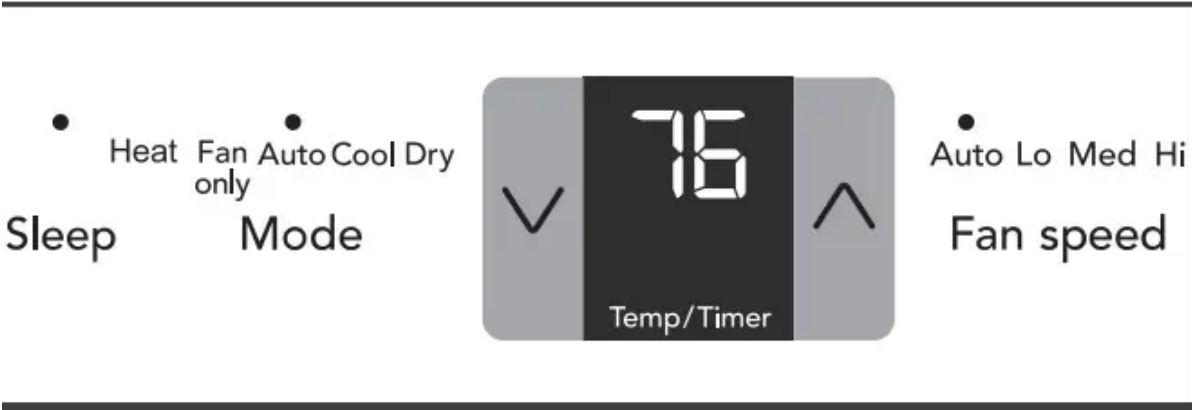 76
Heat Fan Auto Cool Dry
only
Auto Lo Med Hi
Sleep
Mode
Fan speed
Temp/Timer